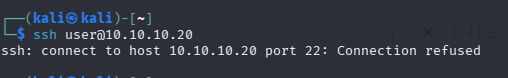 ┌──(kali㉿kali)-[~]
└─$ ssh user@10.10.10.20
ssh: connect to host 10.10.10.20 port 22: Connection refused